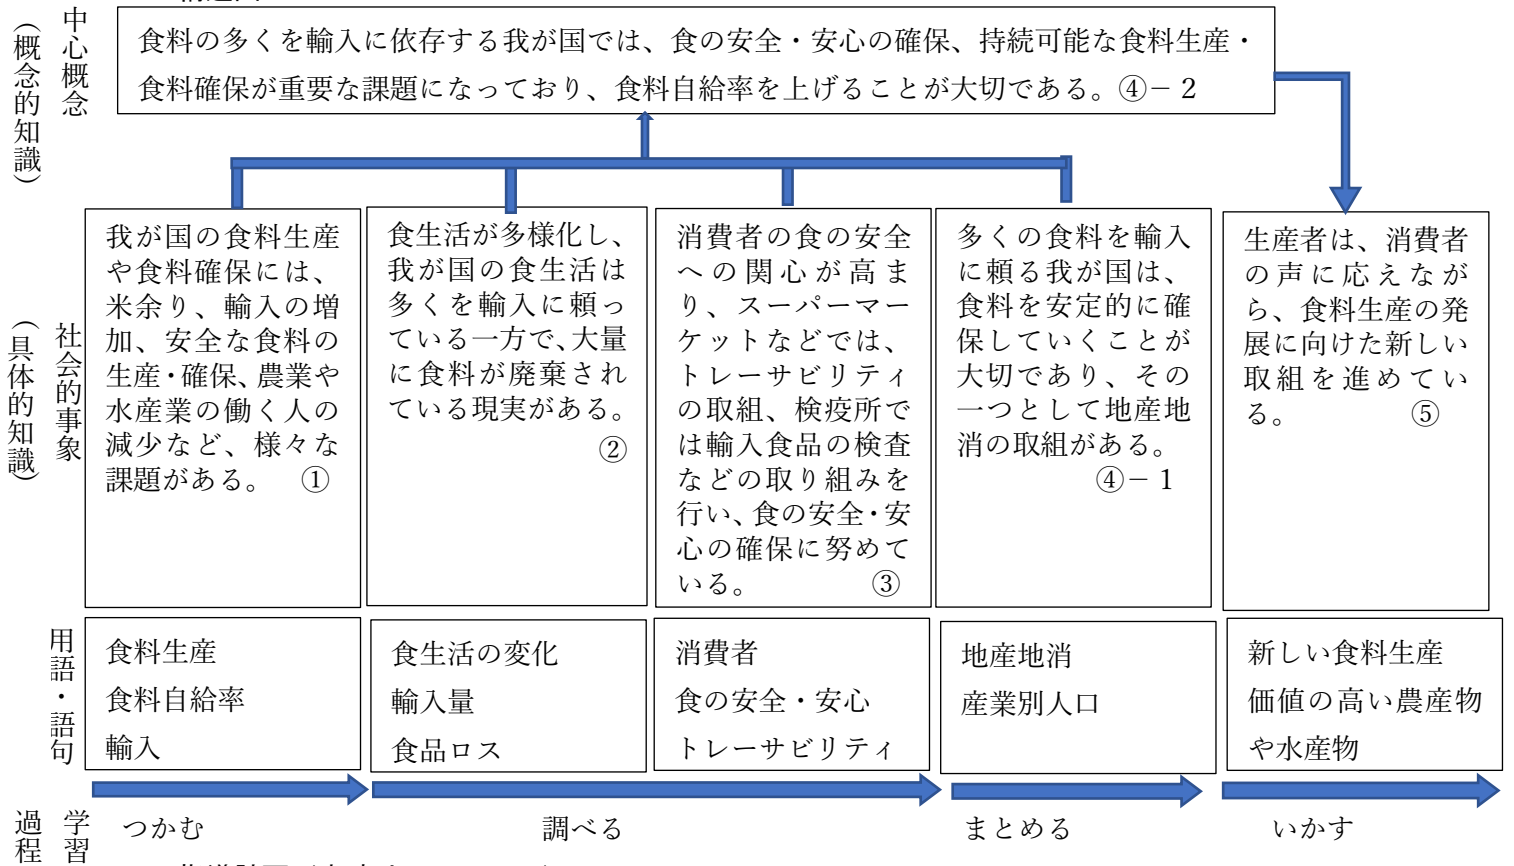 中心概念
（概念的知識）
食料の多くを輸入に依存する我が国では、食の安全・安心の確保、持続可能な食料生産・
食料確保が重要な課題になっており、食料自給率を上げることが大切である。④－２
社会的事象
（具体的知識）
我が国の食料生産
や食料確保には、
米余り、輸入の増
加、安全な食料の
生産・確保、農業や
水産業の働く人の
減少など、様々な
課題がある。　①
食生活が多様化し、
我が国の食生活は
多くを輸入に頼っ
ている一方で、大量
に食料が廃棄され
ている現実がある。
②
消費者の食の安全
への関心が高ま
り、スーパーマー
ケットなどでは、
トレーサビリティ
の取組、検疫所で
は輸入食品の検査
などの取り組みを
行い、食の安全・安
心の確保に努めて
いる。　③
多くの食料を輸入
に頼る我が国は、
食料を安定的に確
保していくことが
大切であり、その
一つとして地産地
消の取組がある。
④－１
生産者は、消費者
の声に応えなが
ら、食料生産の発
展に向けた新しい
取組を進めてい
る。　⑤
用語・語句
食料生産
食料自給率
輸入
食生活の変化
輸入量
食品ロス
消費者
食の安全・安心
トレーサビリティ
地産地消
産業別人口
新しい食料生産
価値の高い農産物
や水産物
学習
過程
つかむ
調べる
まとめる
いかす